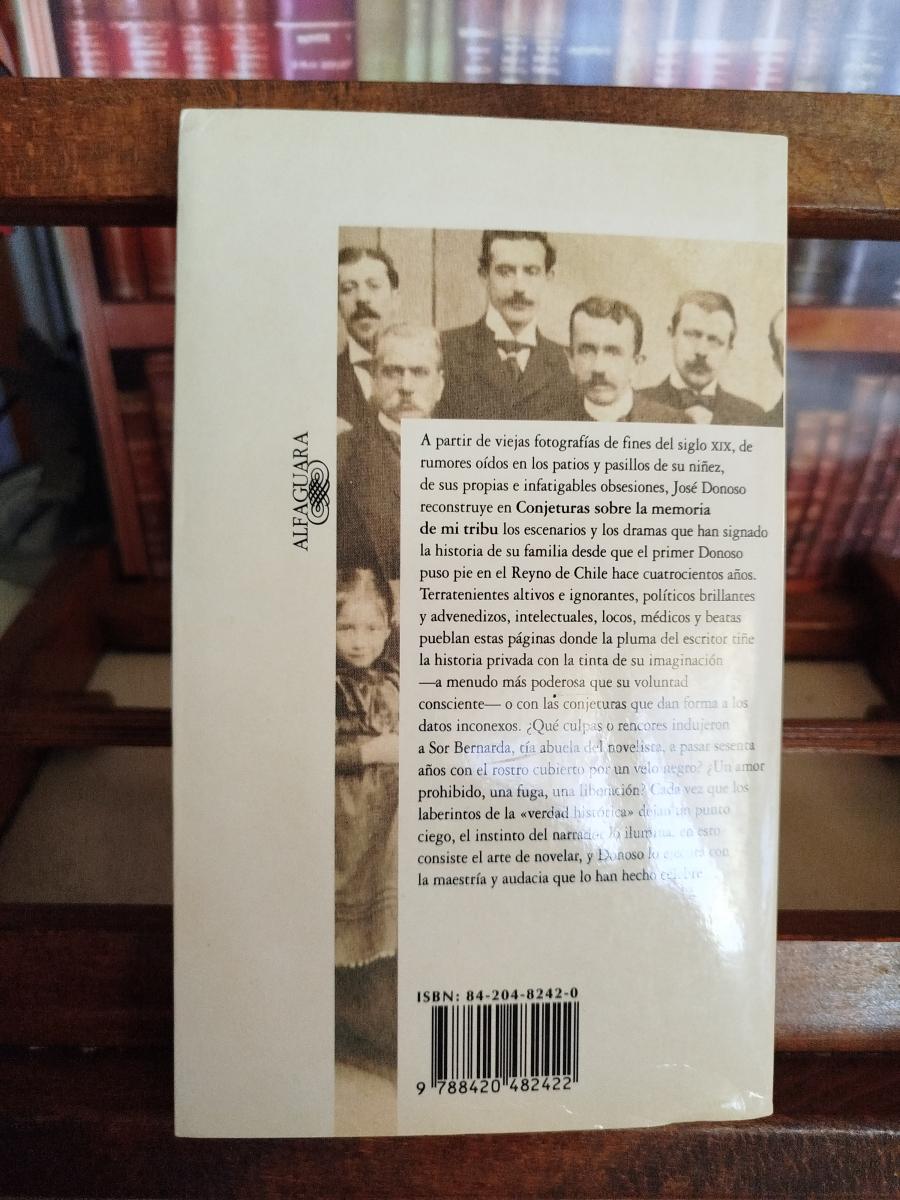 ALFAGUARA
A partir de viejas fotografías de fines del siglo XIX, de
rumores oídos en los patios y pasillos de su niñez,
de sus propias e infatigables obsesiones, José Donoso
reconstruye en Conjeturas sobre la memoria
de mi tribu los escenarios y los dramas que han signado
la historia de su familia desde que el primer Donoso
puso pie en el Reyno de Chile hace cuatrocientos años.
Terratenientes altivos e ignorantes, políticos brillantes
y advenedizos, intelectuales, locos, médicos y beatas
pueblan estas páginas donde la pluma del escritor tiñe
la historia privada con la tinta de su imaginación
—a menudo más poderosa que su voluntad
consciente— o con las conjeturas que dan forma a los
datos inconexos. ¿Qué culpas o rencores indujeron
a Sor Bernarda, tía abuela del novelista, a pasar sesenta
años con el rostro cubierto por un velo negro? ¿Un amor
prohibido, una fuga, una liberación? Cada vez que los
laberintos de la «verdad histórica» dejan un punto
ciego, el instinto del narrador lo ilumina, en esto
consiste el arte de novelar, y Donoso lo ejecuta con
la maestría y audacia que lo han hecho célebre
ISBN: 84-204-8242-0
9 788420 482422